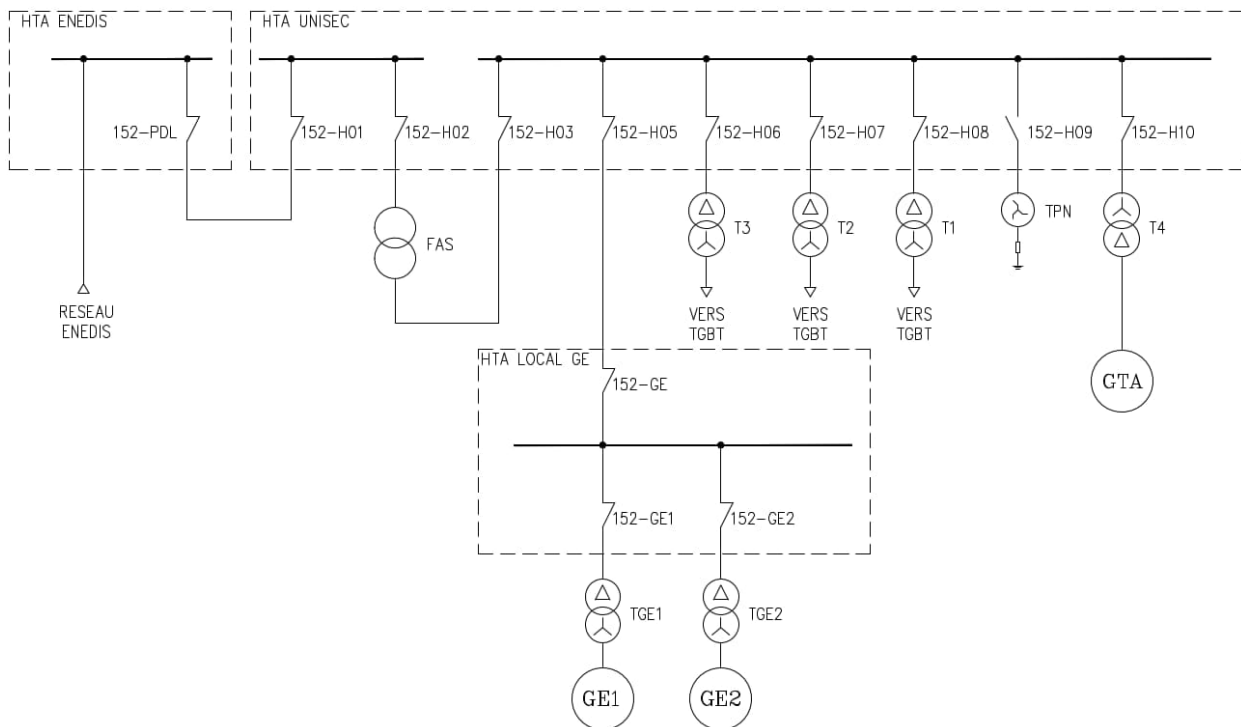 HTA ENEDIS
HTA UNISEC
152-PDL
152-H01
152-H02
152-H03
152-H05
152-H06
152-H07
152-H08
152-H09
152-H10
FAS
T3
T2
T1
TPN
T4
RESEAU
ENEDIS
VERS
TGBT
VERS
TGBT
VERS
TGBT
HTA LOCAL GE
152-GE
GTA
152-GE1
152-GE2
TGE1
TGE2
GE1
GE2